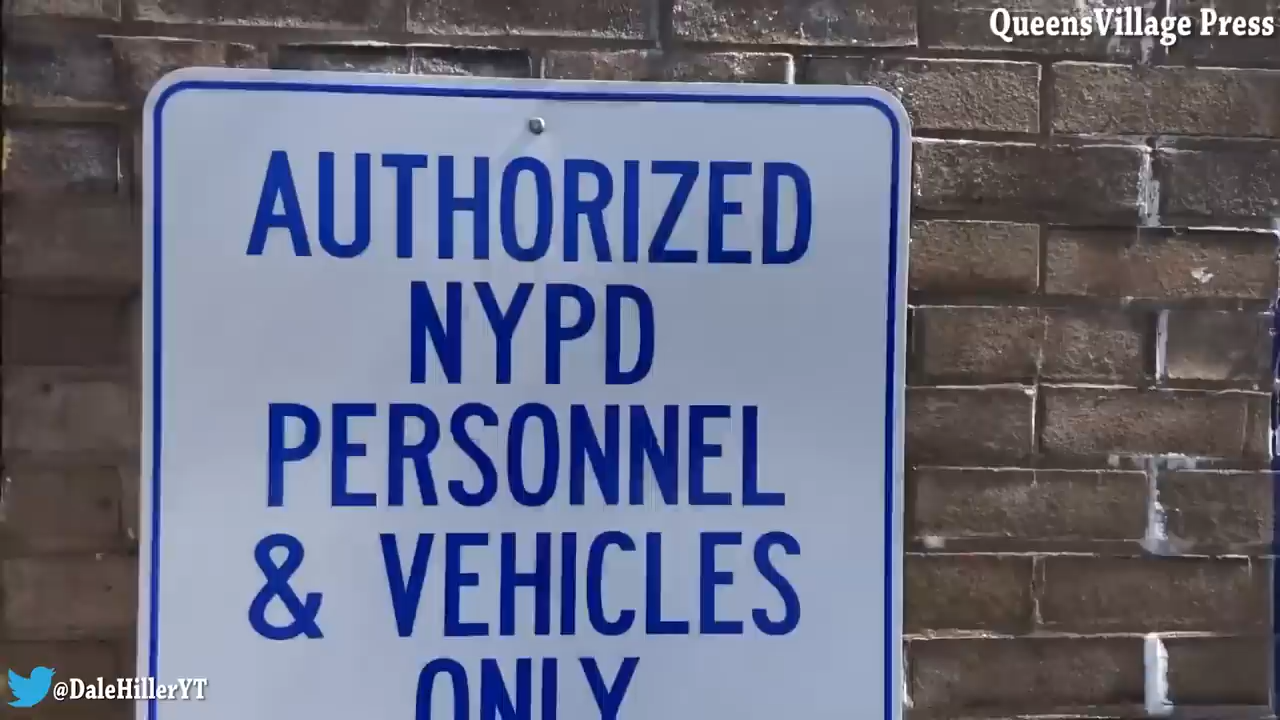 QueensVillage Press
AUTHORIZED
NYPD
PERSONNEL
& VEHICLES
ONLY
@DaleHillerYT